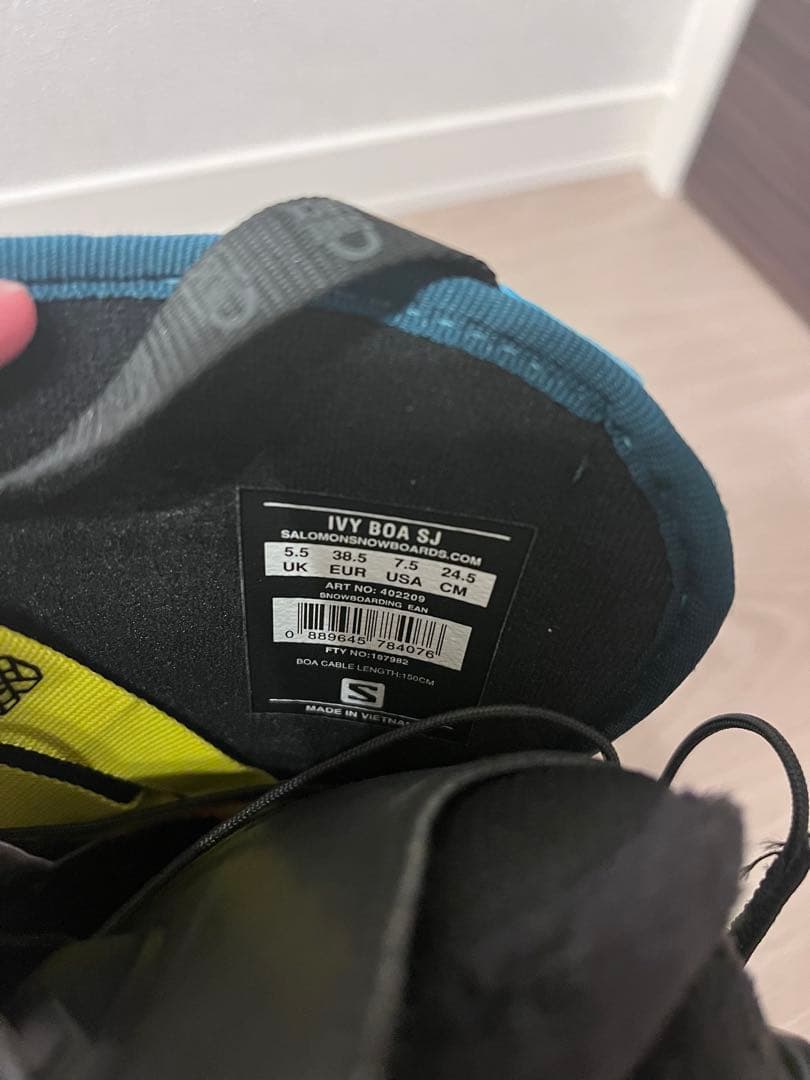 IVY BOA SJ
SALOMONSNOWBOARDS.COM
5.5 38.5 7.5 24.5
UK EUR USA CM
ART NO: 402209
SNOWBOARDING EAN
0 889645 784076
FTY NO:187982
BOA CABLE LENGTH:150CM
S
MADE IN VIETNAM